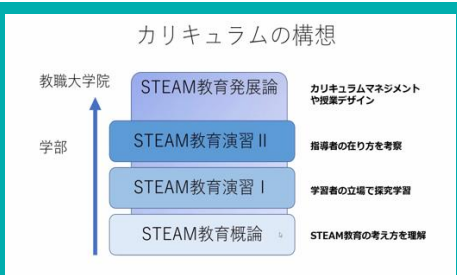 カリキュラムの構想
教職大学院
STEAM教育発展論
カリキュラムマネジメント
や授業デザイン
学部
STEAM教育演習Ⅱ
指導者の在り方を考察
STEAM教育演習Ⅰ
学習者の立場で探究学習
STEAM教育概論
STEAM教育の考え方を理解